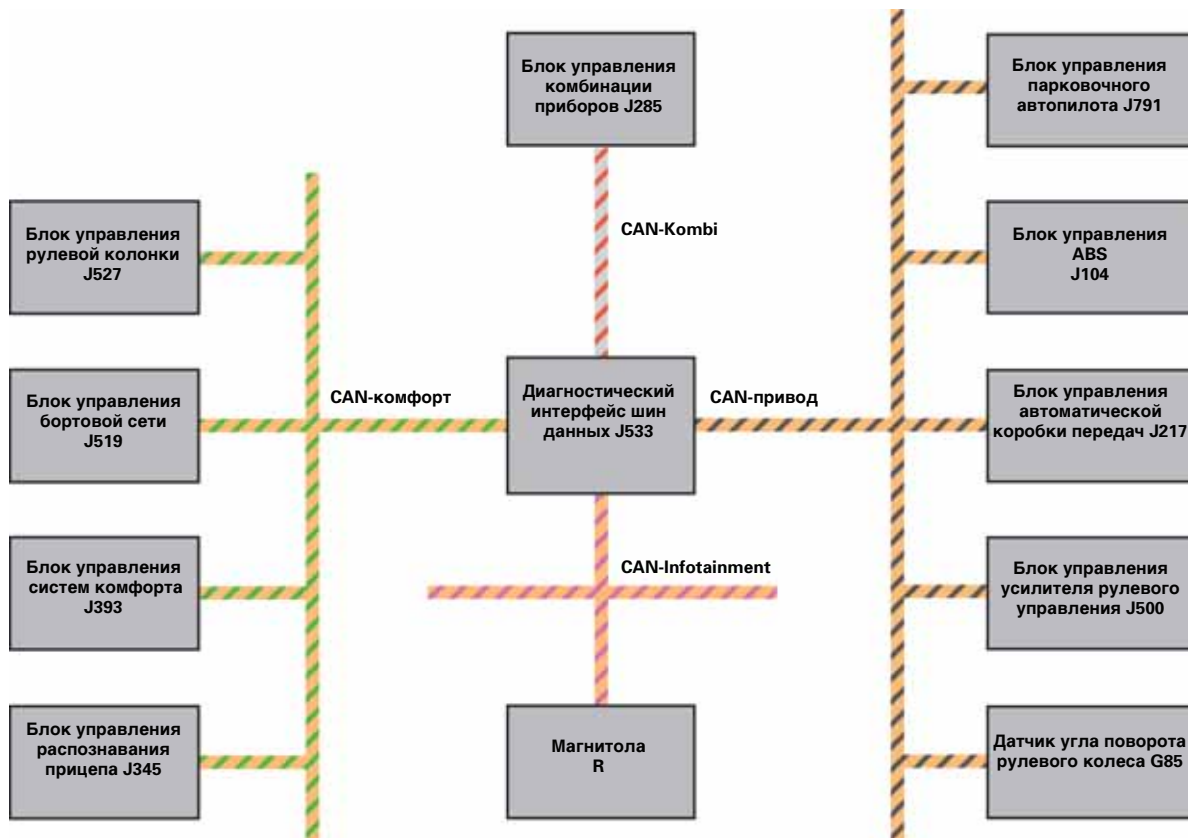 Блок управления
комбинации
приборов J285
Блок управления
парковочного
автопилота J791
Блок управления
рулевой колонки
J527
CAN-Kombi
Блок управления
ABS
J104
Блок управления
бортовой сети
J519
CAN-комфорт
Диагностический
интерфейс шин
данных J533
CAN-привод
Блок управления
автоматической
коробки передач J217
Блок управления
систем комфорта
J393
CAN-Infotainment
Блок управления
усилителя рулевого
управления J500
Блок управления
распознавания
прицепа J345
Магнитола
R
Датчик угла поворота
рулевого колеса G85